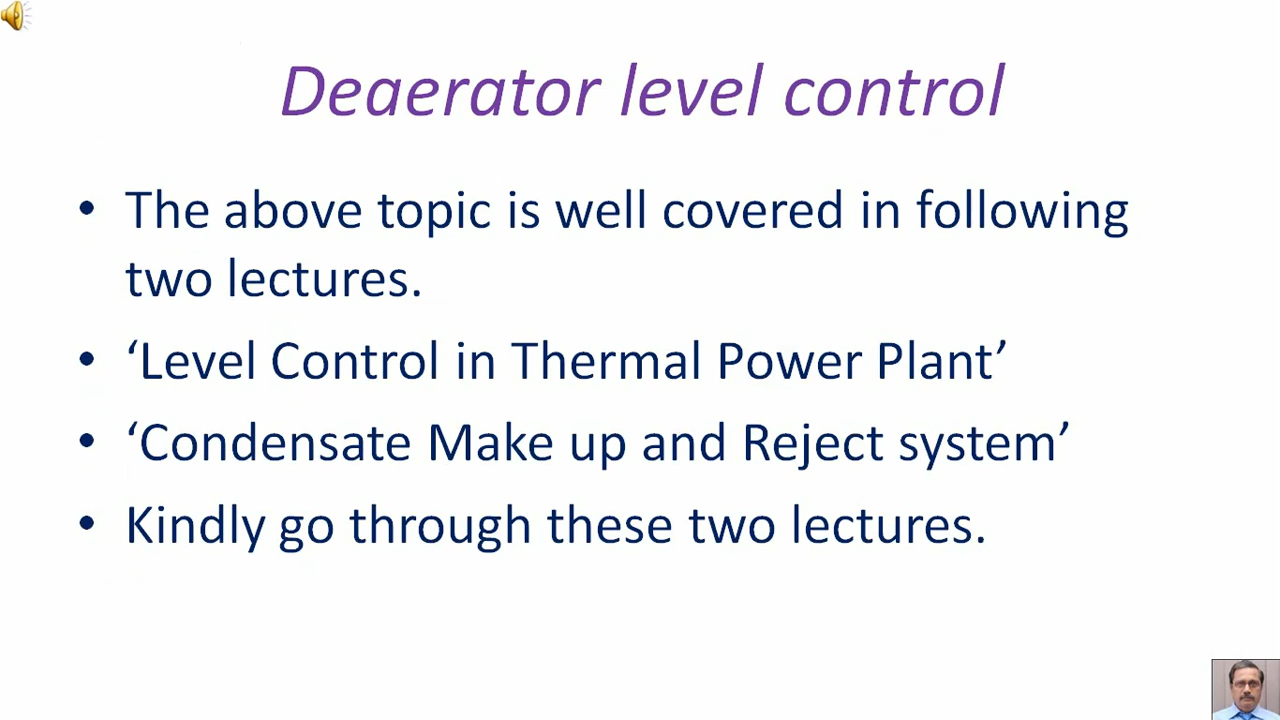 Deaerator level control
• The above topic is well covered in following
two lectures.
• ‘Level Control in Thermal Power Plant’
• ‘Condensate Make up and Reject system’
• Kindly go through these two lectures.